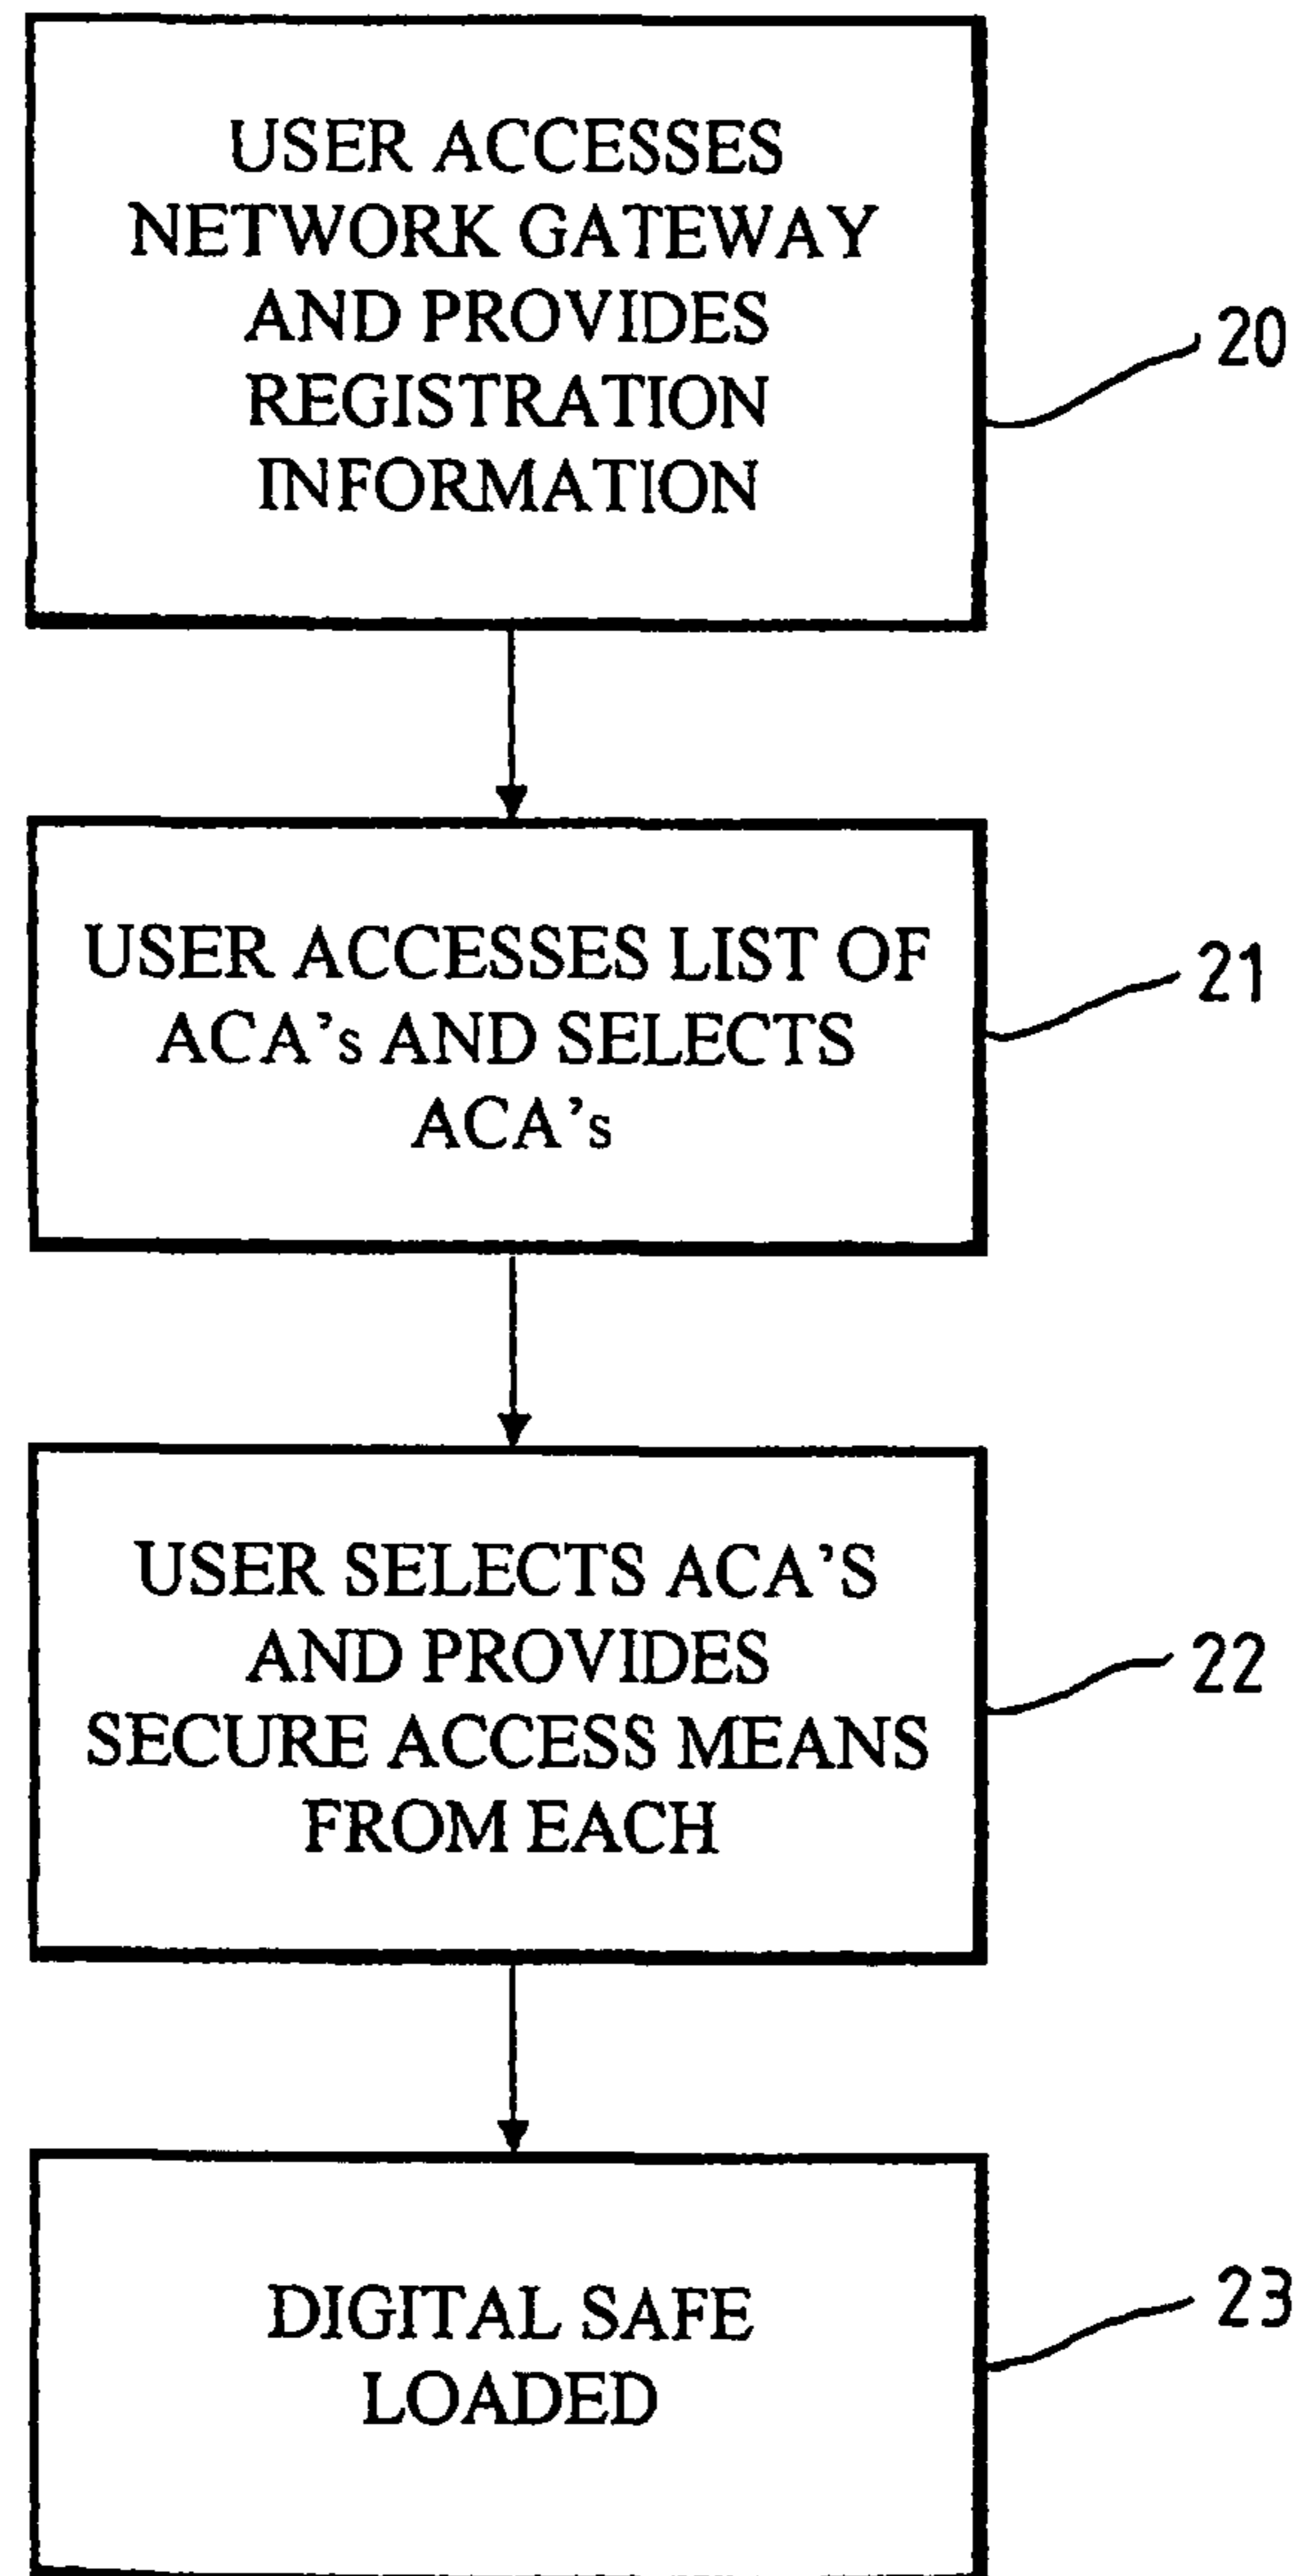 USER ACCESSES
NETWORK GATEWAY
AND PROVIDES
REGISTRATION
INFORMATION
20
USER ACCESSES LIST OF
ACA's AND SELECTS
ACA's
21
USER SELECTS ACA'S
AND PROVIDES
SECURE ACCESS MEANS
FROM EACH
22
DIGITAL SAFE
LOADED
23